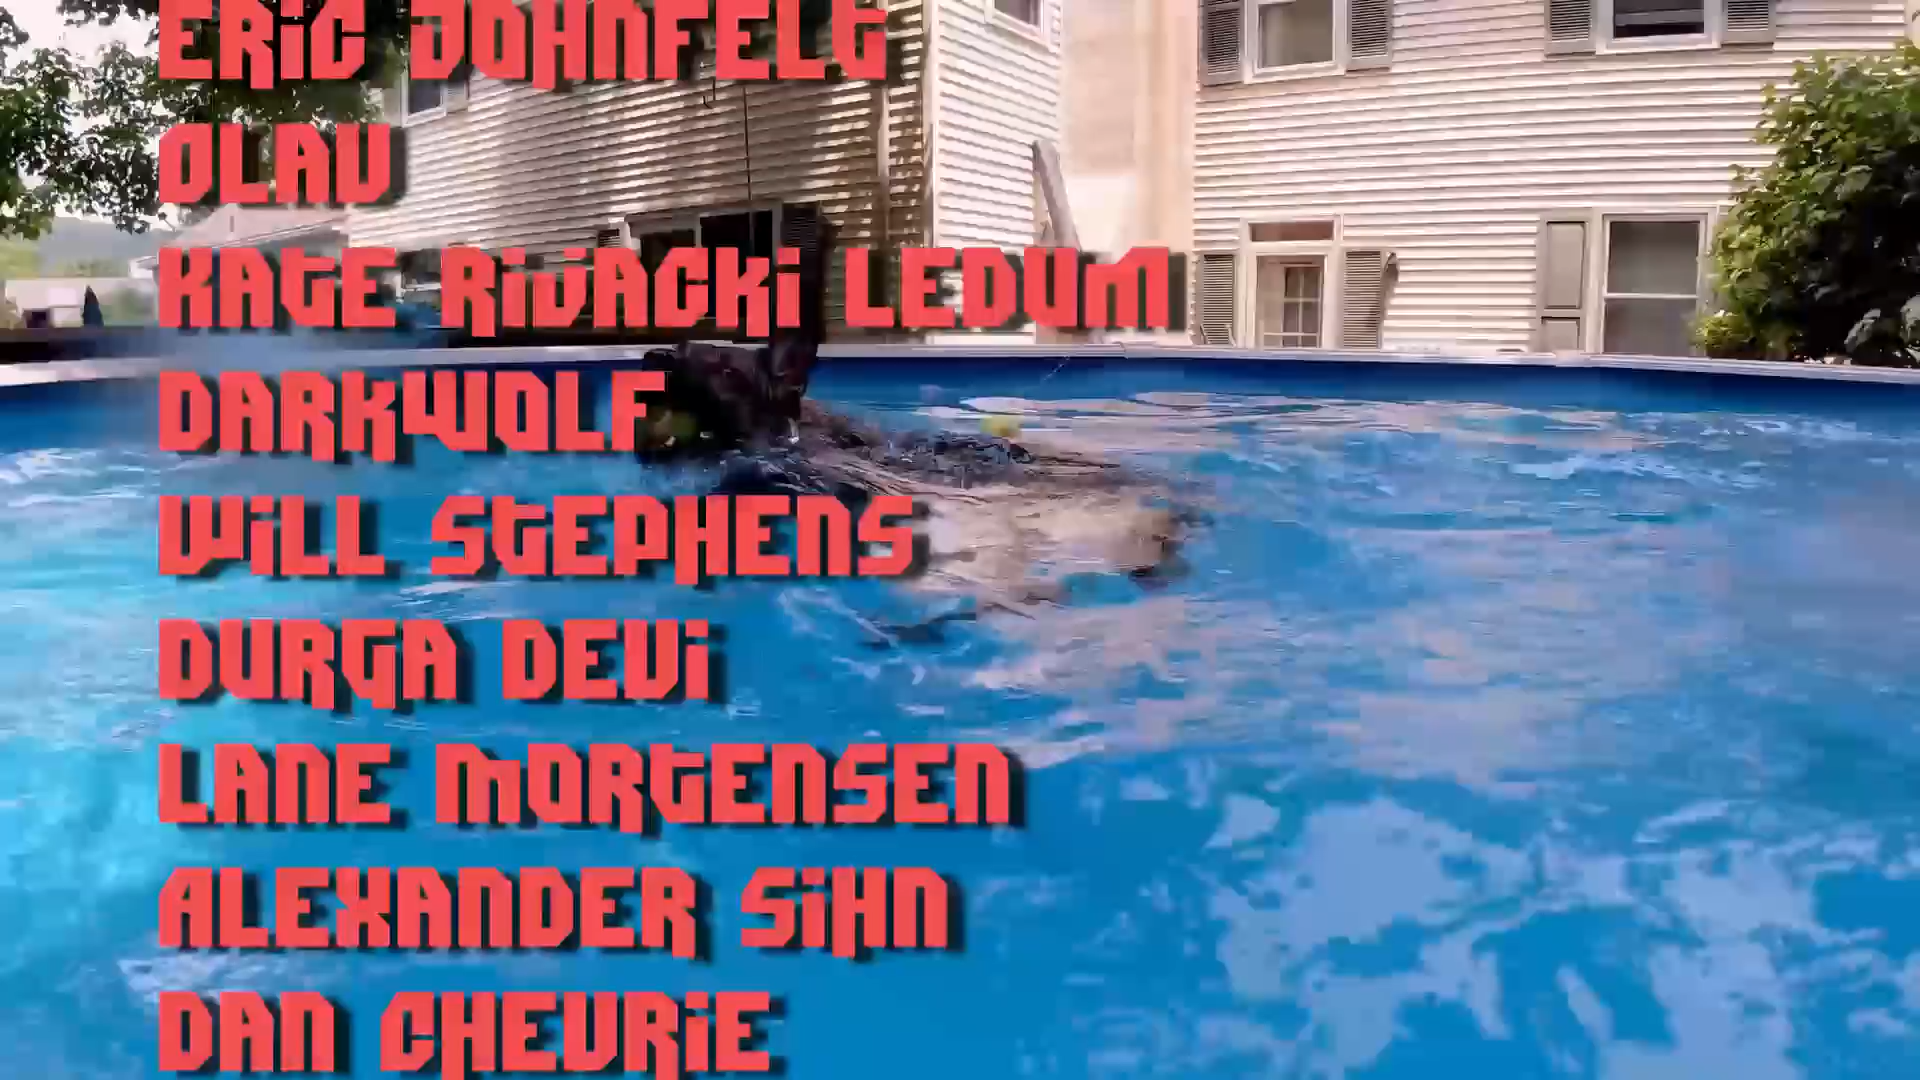 ERiC JOHNFELt
OLAV
KAtE RiVACKi LEDUM
DARKWOLF
WiLL StEPHENS
DURGA DEVi
LANE MORtENSEN
ALEXANDER SiHN
DAN CHEVRiE